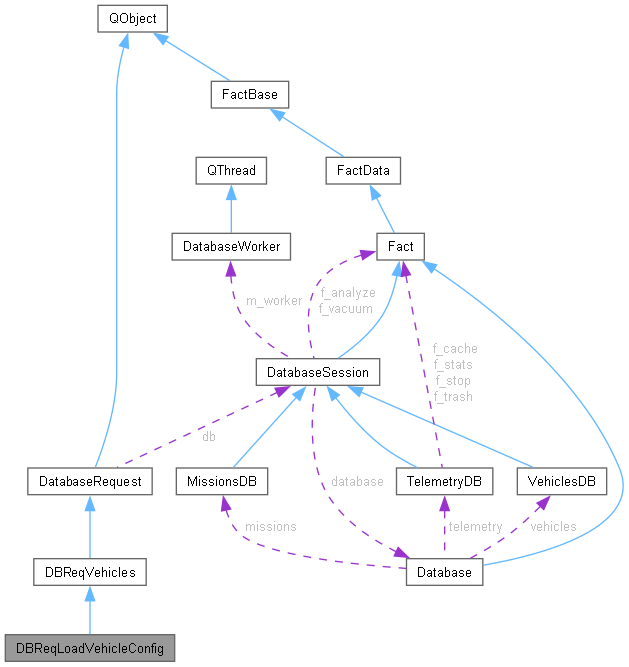 QObject
FactBase
QThread
FactData
DatabaseWorker
Fact
m_worker
f_analyze
f_vacuum
f_cache
f_stats
f_stop
f_trash
DatabaseSession
db
DatabaseRequest
MissionsDB
database
TelemetryDB
VehiclesDB
missions
telemetry
vehicles
DBReqVehicles
Database
DBReqLoadVehicleConfig